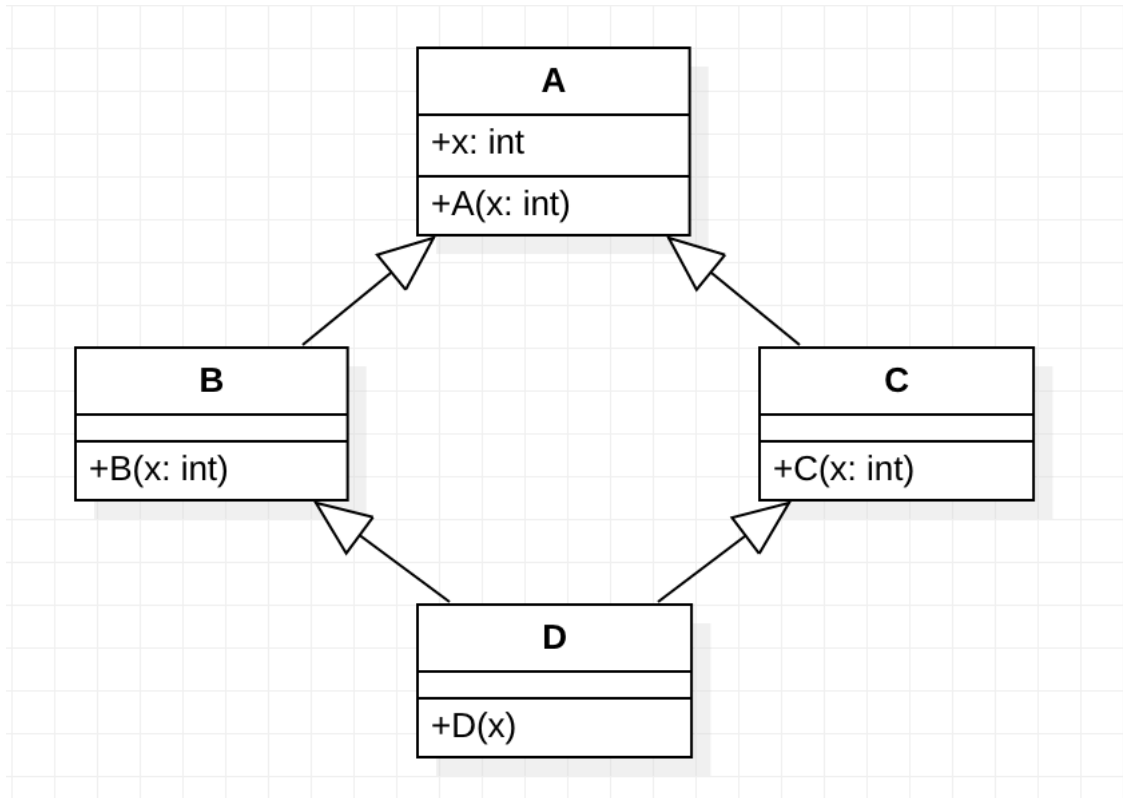 A
+x: int
+A(x: int)
B
+B(x: int)
C
+C(x: int)
D
+D(x)